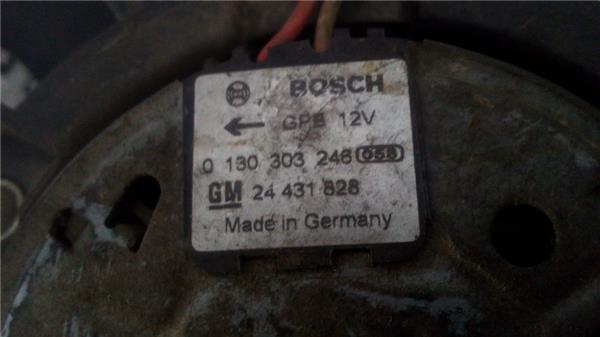 BOSCH
← GPB 12V
0 130 303 246 058
GM 24 431 828
Made in Germany